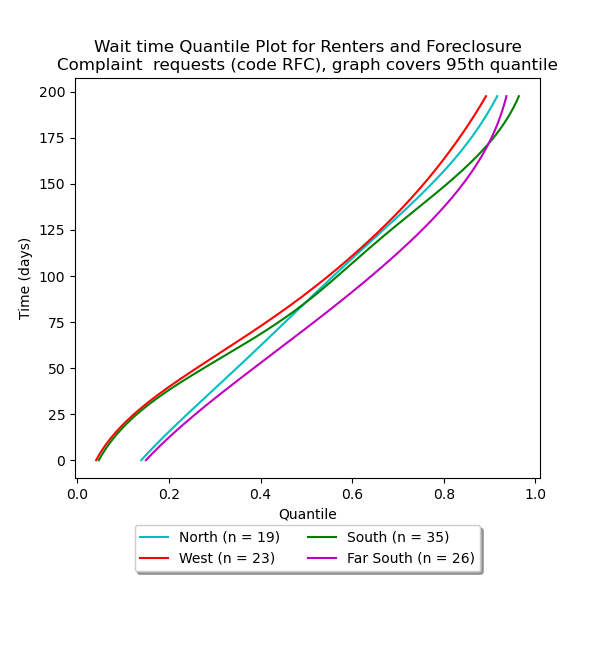 Wait time Quantile Plot for Renters and Foreclosure
Complaint  requests (code RFC), graph covers 95th quantile
200
175
150
125
100
75
50
25
0
Time (days)
0.0 0.2 0.4 0.6 0.8 1.0
Quantile
North (n = 19) South (n = 35)
West (n = 23) Far South (n = 26)